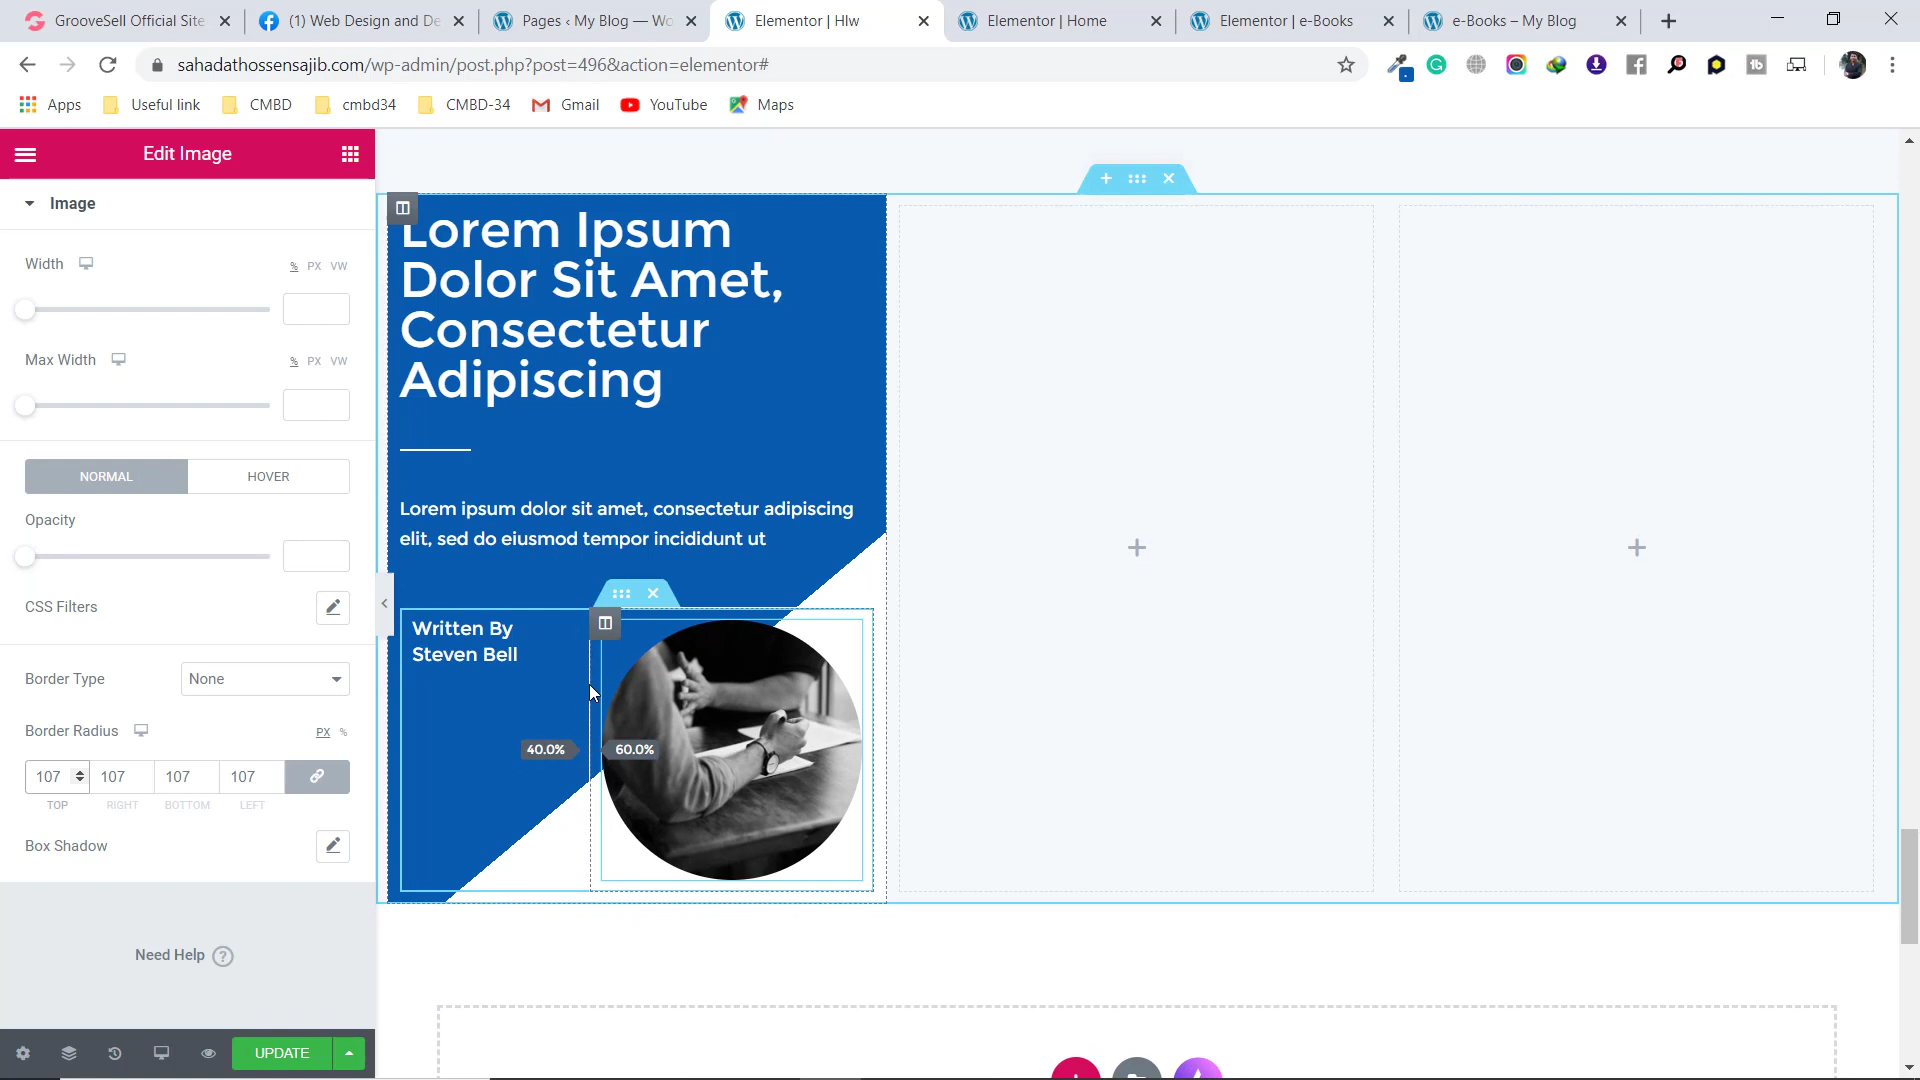 GrooveSell Official Site
(1) Web Design and De
Pages ‹ My Blog — Wo
Elementor | Hlw
Elementor | Home
Elementor | e-Books
e-Books – My Blog
sahadathossensajib.com/wp-admin/post.php?post=496&action=elementor#
Apps
Useful link
CMBD
cmbd34
CMBD-34
Gmail
YouTube
Maps
Edit Image
Image
Width
% PX VW
Max Width
% PX VW
NORMAL
HOVER
Opacity
CSS Filters
Border Type
None
Border Radius
PX %
107
107
107
107
TOP
RIGHT
BOTTOM
LEFT
Box Shadow
Need Help
UPDATE
Lorem Ipsum
Dolor Sit Amet,
Consectetur
Adipiscing
Lorem ipsum dolor sit amet, consectetur adipiscing
elit, sed do eiusmod tempor incididunt ut
Written By
Steven Bell
40.0%
60.0%